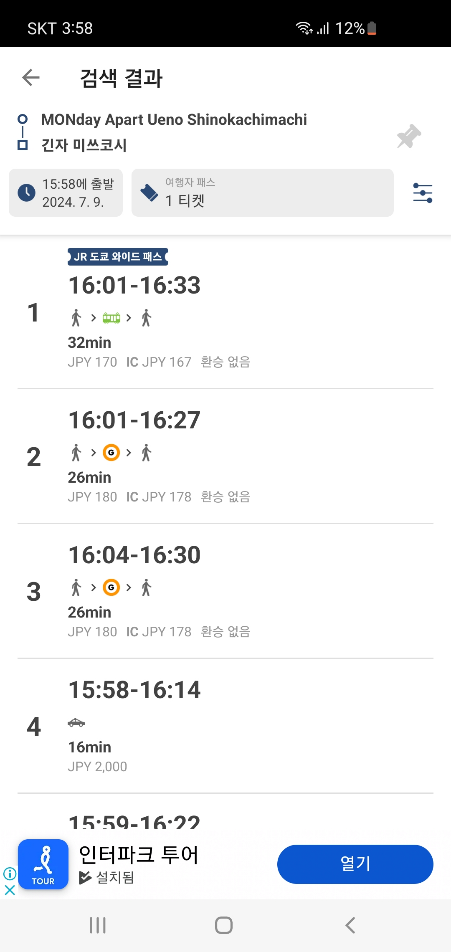 SKT 3:58 12%
검색 결과
MONday Apart Ueno Shinokachimachi
긴자 미쓰코시
15:58에 출발
2024. 7. 9.
여행자 패스
1 티켓
JR 도쿄 와이드 패스
1
16:01-16:33
32min
JPY 170 IC JPY 167 환승 없음
2
16:01-16:27
G
26min
JPY 180 IC JPY 178 환승 없음
3
16:04-16:30
G
26min
JPY 180 IC JPY 178 환승 없음
4
15:58-16:14
16min
JPY 2,000
15:59-16:22
TOUR
인터파크 투어
설치됨
열기